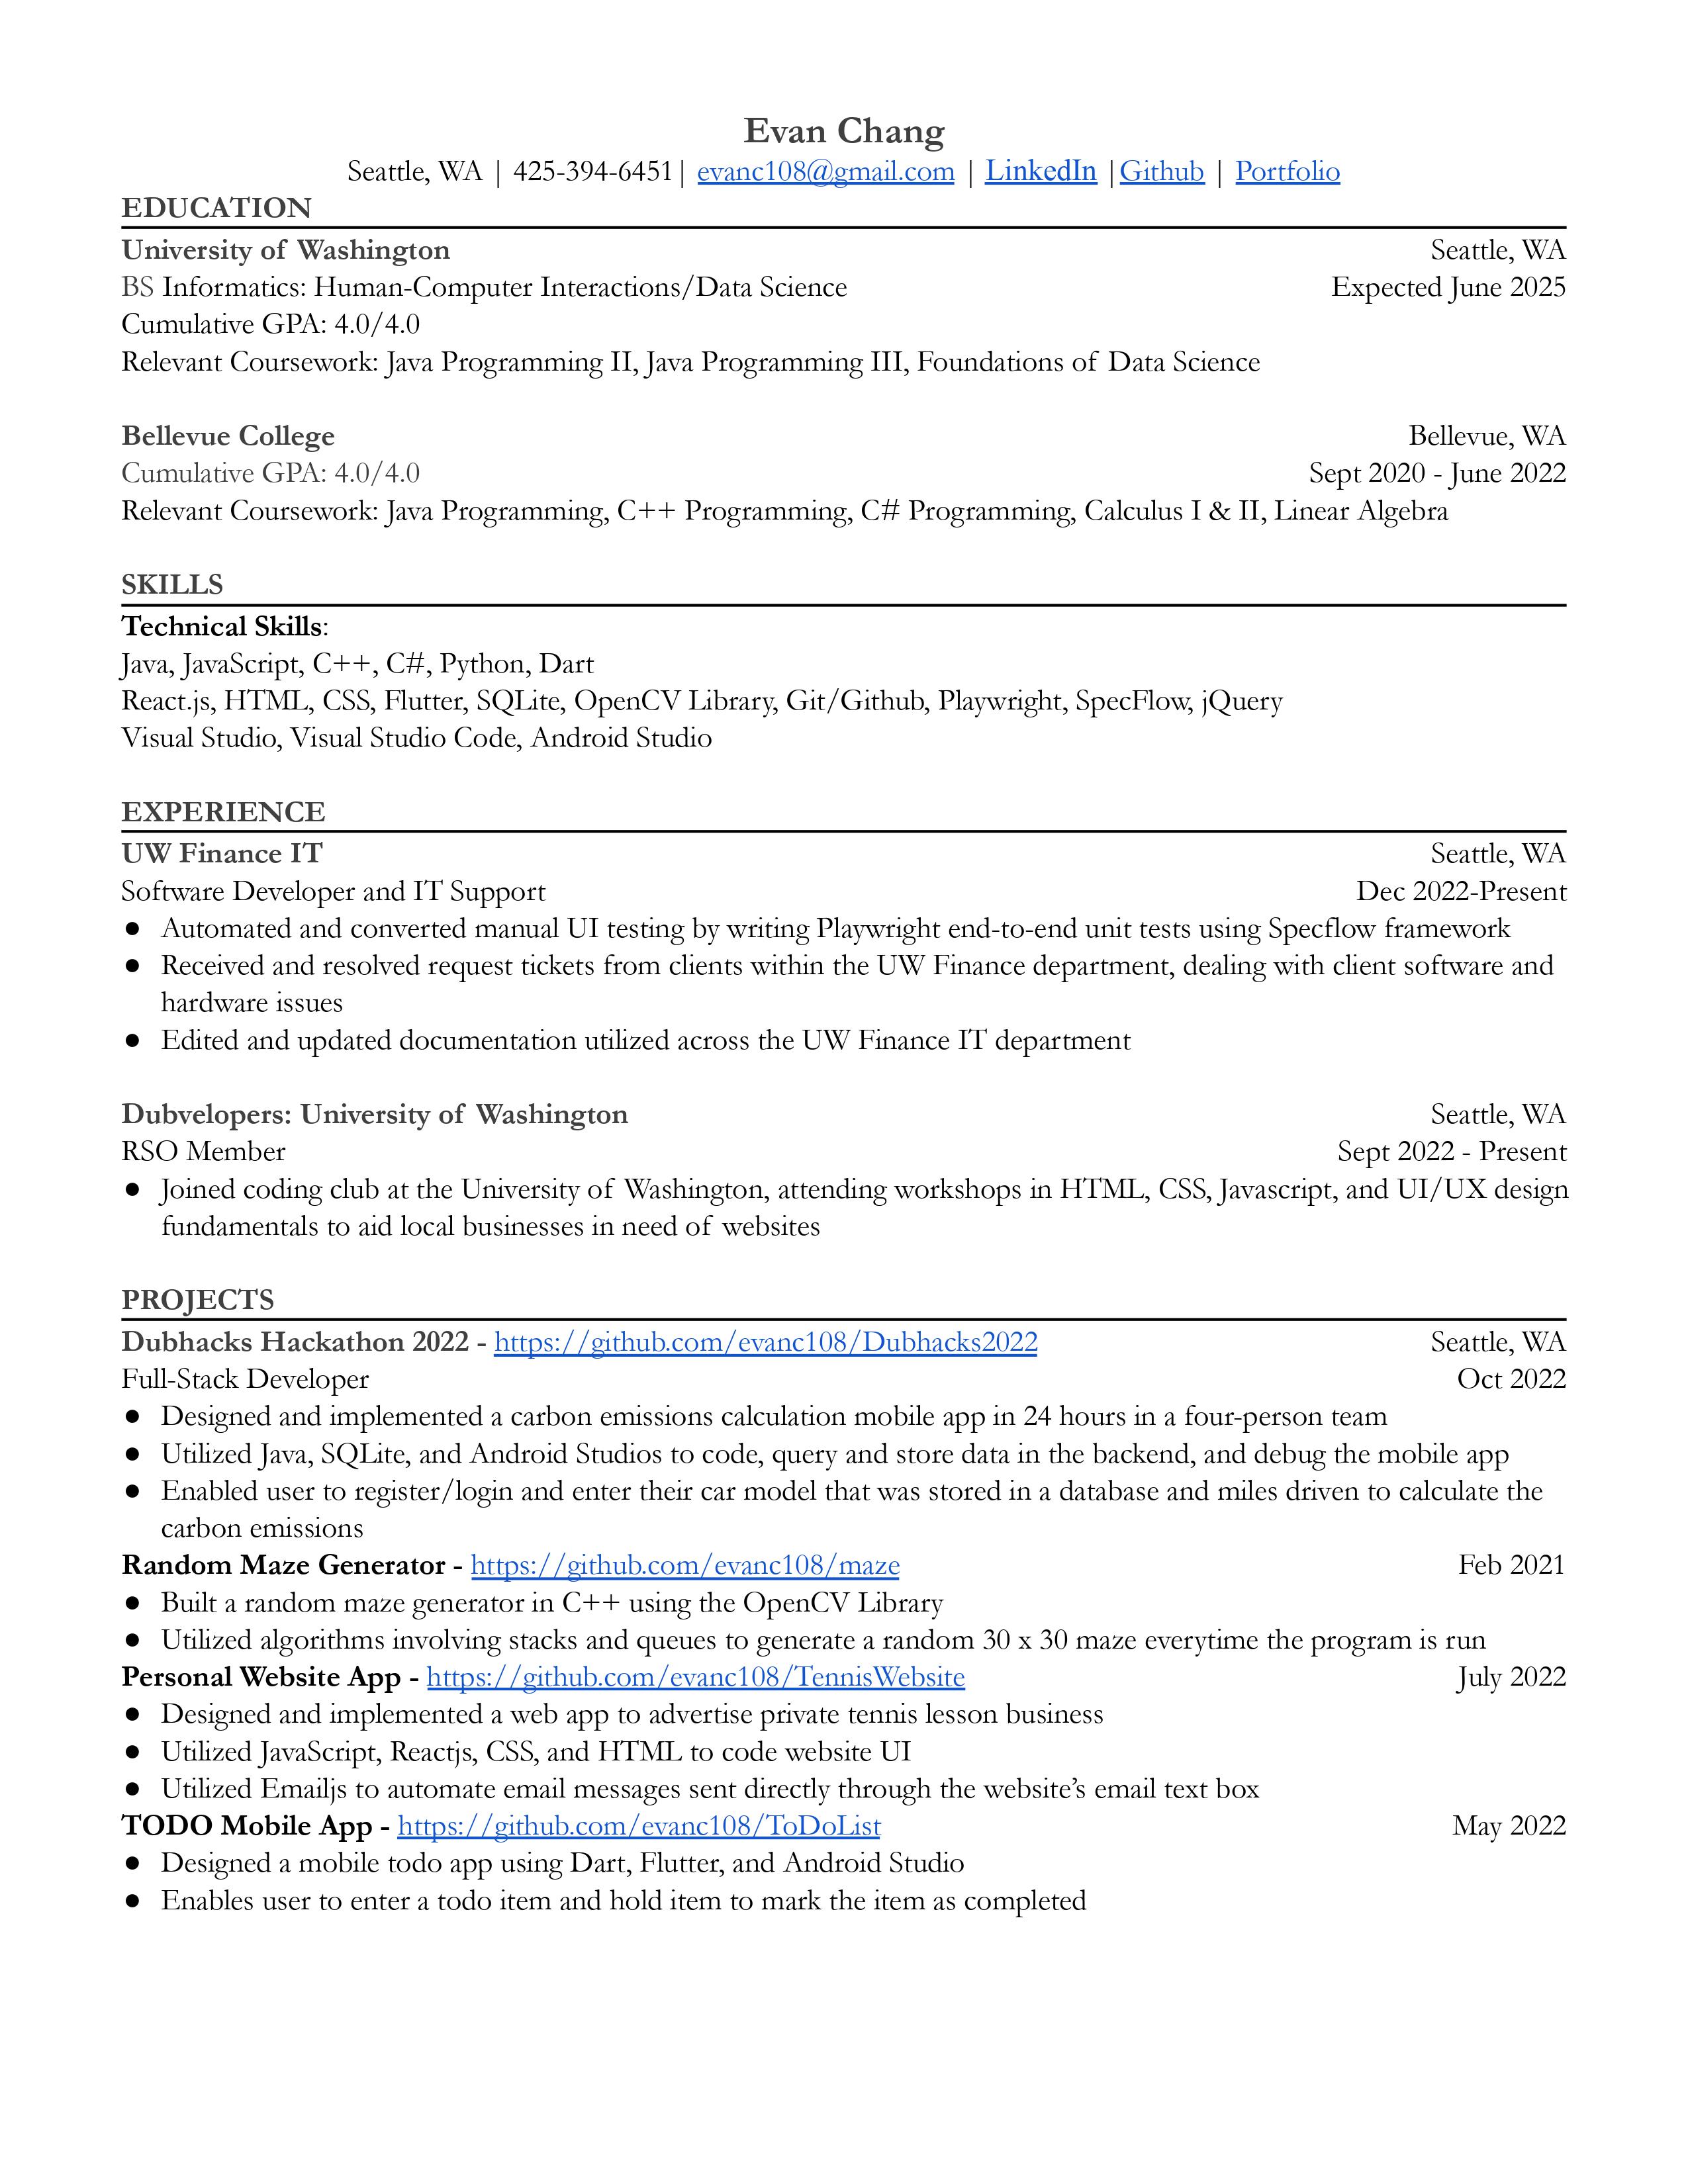 Evan Chang
Seattle, WA | 425-394-6451| evanc108@gmail.com | LinkedIn |Github | Portfolio
EDUCATION
University of Washington Seattle, WA
BS Informatics: Human-Computer Interactions/Data Science Expected June 2025
Cumulative GPA: 4.0/4.0
Relevant Coursework: Java Programming II, Java Programming III, Foundations of Data Science
Bellevue College Bellevue, WA
Cumulative GPA: 4.0/4.0 Sept 2020 - June 2022
Relevant Coursework: Java Programming, C++ Programming, C# Programming, Calculus I & II, Linear Algebra
SKILLS
Technical Skills:
Java, JavaScript, C++, C#, Python, Dart
React.js, HTML, CSS, Flutter, SQLite, OpenCV Library, Git/Github, Playwright, SpecFlow, jQuery
Visual Studio, Visual Studio Code, Android Studio
EXPERIENCE
UW Finance IT Seattle, WA
Software Developer and IT Support Dec 2022-Present
● Automated and converted manual UI testing by writing Playwright end-to-end unit tests using Specflow framework
● Received and resolved request tickets from clients within the UW Finance department, dealing with client software and
hardware issues
● Edited and updated documentation utilized across the UW Finance IT department
Dubvelopers: University of Washington Seattle, WA
RSO Member Sept 2022 - Present
● Joined coding club at the University of Washington, attending workshops in HTML, CSS, Javascript, and UI/UX design
fundamentals to aid local businesses in need of websites
PROJECTS
Dubhacks Hackathon 2022 - https://github.com/evanc108/Dubhacks2022 Seattle, WA
Full-Stack Developer Oct 2022
● Designed and implemented a carbon emissions calculation mobile app in 24 hours in a four-person team
● Utilized Java, SQLite, and Android Studios to code, query and store data in the backend, and debug the mobile app
● Enabled user to register/login and enter their car model that was stored in a database and miles driven to calculate the
carbon emissions
Random Maze Generator - https://github.com/evanc108/maze Feb 2021
● Built a random maze generator in C++ using the OpenCV Library
● Utilized algorithms involving stacks and queues to generate a random 30 x 30 maze everytime the program is run
Personal Website App - https://github.com/evanc108/TennisWebsite July 2022
● Designed and implemented a web app to advertise private tennis lesson business
● Utilized JavaScript, Reactjs, CSS, and HTML to code website UI
● Utilized Emailjs to automate email messages sent directly through the website’s email text box
TODO Mobile App - https://github.com/evanc108/ToDoList May 2022
● Designed a mobile todo app using Dart, Flutter, and Android Studio
● Enables user to enter a todo item and hold item to mark the item as completed